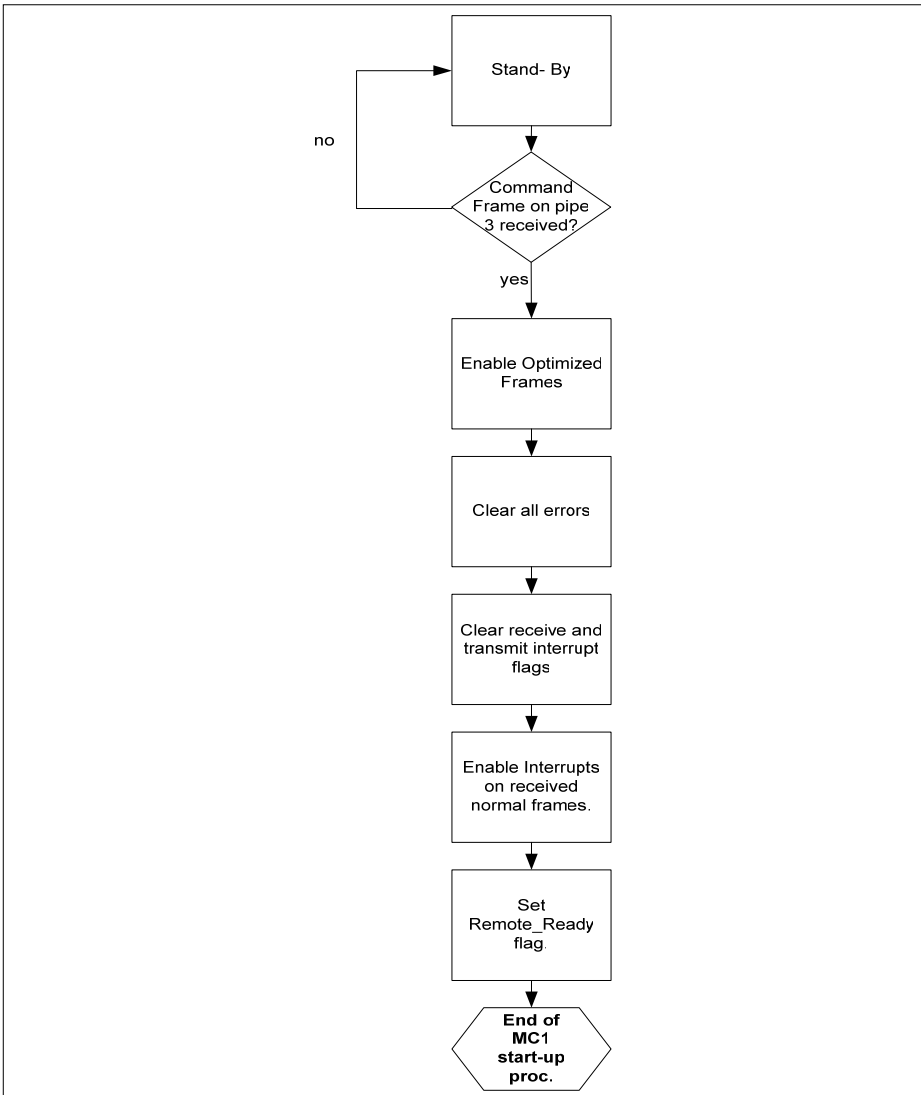 Stand- By
no
Command
Frame on pipe
3 received?
yes
Enable Optimized
Frames
Clear all errors
Clear receive and
transmit interrupt
flags
Enable Interrupts
on received
normal frames.
Set
Remote_Ready
flag.
End of
MC1
start-up
proc.